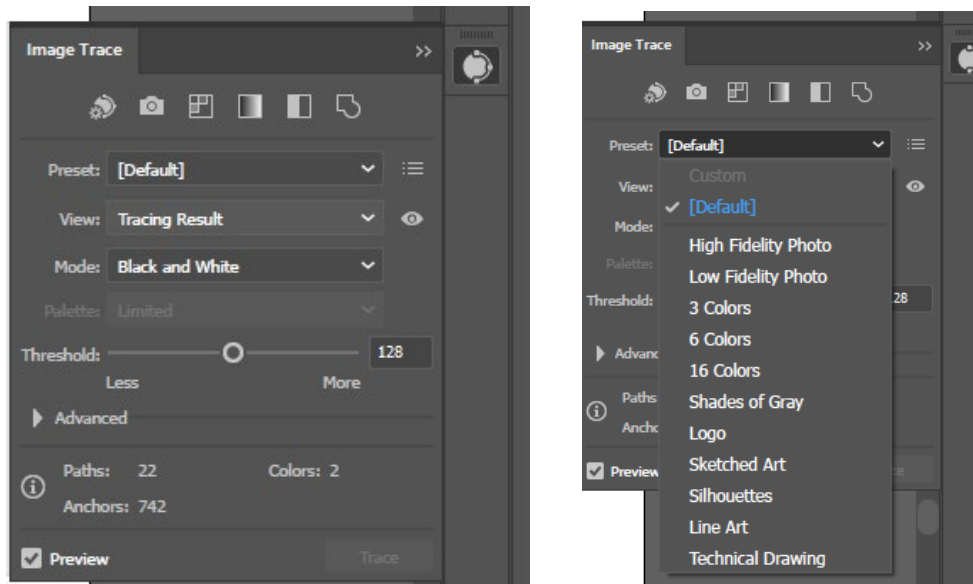 Image Trace
Preset: [Default]
View: Tracing Result
Mode: Black and White
Palette: Limited
Threshold: 128
Less More
Advanced
Paths: 22 Colors: 2
Anchors: 742
Preview Trace
Image Trace
Preset: [Default]
Custom
View:
[Default]
Mode:
High Fidelity Photo
Palette:
Low Fidelity Photo
Threshold: 28
3 Colors
6 Colors
Advanc
16 Colors
Paths
Shades of Gray
Ancho
Logo
Preview
Sketched Art
Silhouettes
Line Art
Technical Drawing